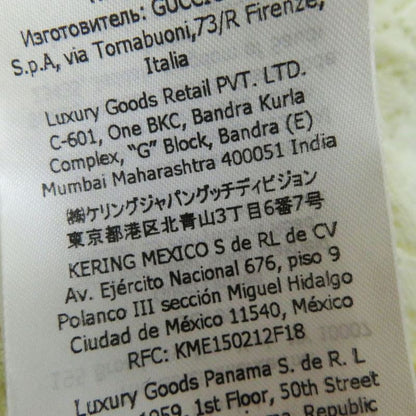 Изготовитель: GUCCIO
S.p.A, via Tornabuoni,73/R Firenze,
Italia
Luxury Goods Retail PVT. LTD.
C-601, One BKC, Bandra Kurla
Complex, “G” Block, Bandra (E)
Mumbai Maharashtra 400051 India
㈱ケリングジャパングッチディビジョン
東京都港区北青山3丁目6番7号
KERING MEXICO S de RL de CV
Av. Ejército Nacional 676, piso 9
Polanco III sección Miguel Hidalgo
Ciudad de México 11540, México
RFC: KME150212F18
Luxury Goods Panama S. de R. L
1059, 1st Floor, 50th Street
Republic